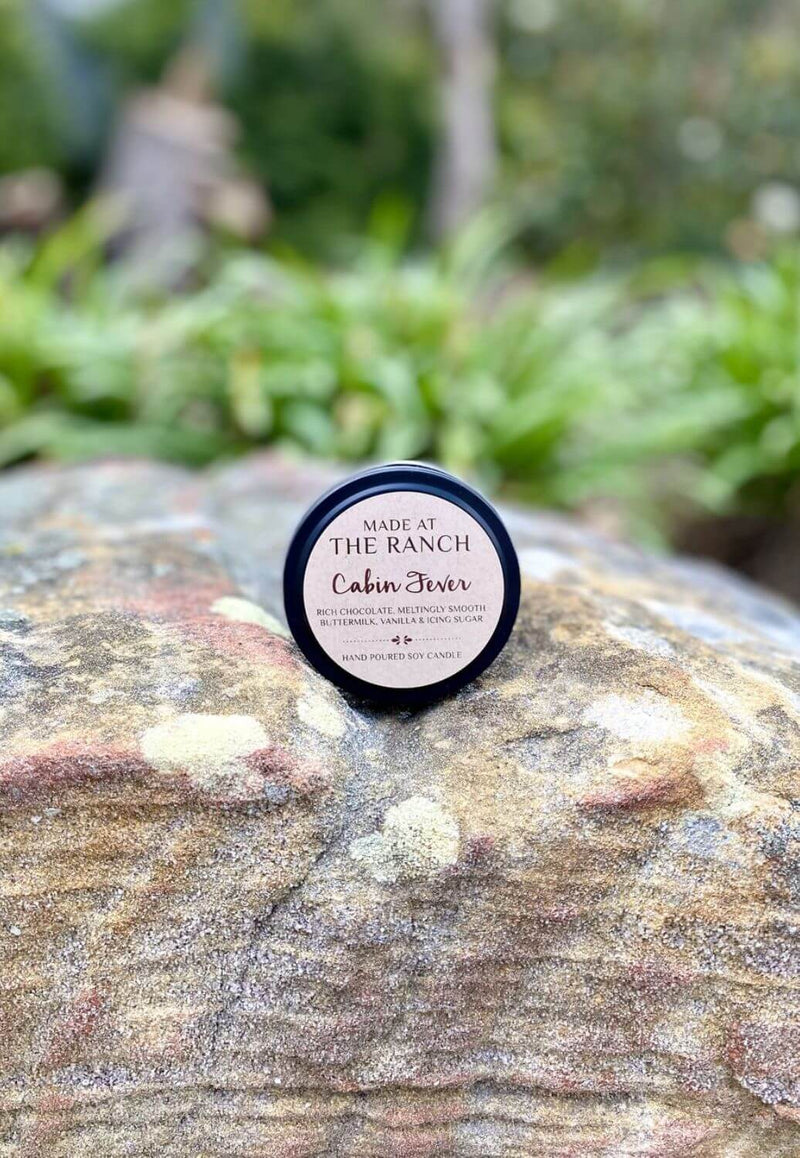 MADE AT
THE RANCH
Cabin Fever
RICH CHOCOLATE, MELTINGLY SMOOTH
BUTTERMILK, VANILLA & ICING SUGAR
HAND POURED SOY CANDLE